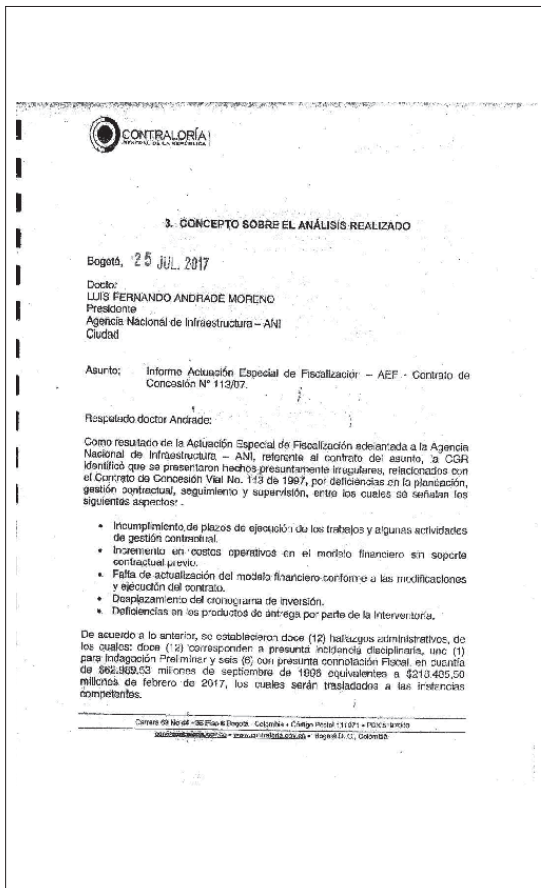 CONTRALORÍA
GENERAL DE LA REPÚBLICA
3. CONCEPTO SOBRE EL ANÁLISIS REALIZADO
Bogotá, 25 JUL. 2017
Doctor
LUIS FERNANDO ANDRADE MORENO
Presidente
Agencia Nacional de Infraestructura – ANI
Ciudad
Asunto: Informe Actuación Especial de Fiscalización – AEF - Contrato de
Concesión N° 113/97.
Respetado doctor Andrade:
Como resultado de la Actuación Especial de Fiscalización adelantada a la Agencia
Nacional de Infraestructura – ANI, referente al contrato del asunto, la CGR
identificó que se presentaron hechos presuntamente irregulares, relacionados con
el Contrato de Concesión Vial No. 113 de 1997, por deficiencias en la planeación,
gestión contractual, seguimiento y supervisión, entre los cuales se señalan los
siguientes aspectos:
• Incumplimiento de plazos de ejecución de los trabajos y algunas actividades
de gestión contractual.
• Incremento en costos operativos en el modelo financiero sin soporte
contractual previo.
• Falta de actualización del modelo financiero conforme a las modificaciones
y ejecución del contrato.
• Desplazamiento del cronograma de inversión.
• Deficiencias en los productos de entrega por parte de la Interventoría.
De acuerdo a lo anterior, se establecieron doce (12) hallazgos administrativos, de
los cuales: doce (12) corresponden a presunta incidencia disciplinaria, uno (1)
para Indagación Preliminar y seis (6) con presunta connotación Fiscal, en cuantía
de millones de septiembre de equivalentes a
millones de febrero de 2017, los cuales serán trasladados a las instancias
competentes.
Carrera 69 No 44 - 35 Piso Bogotá - Colombia • Código Postal 111071 •
• www.contraloria.gov.co • Bogotá D. C., Colombia